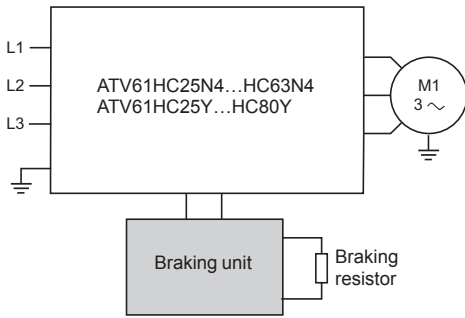 L1
L2
L3
ATV61HC25N4…HC63N4
ATV61HC25Y…HC80Y
M1
3 ~
Braking unit
Braking
resistor